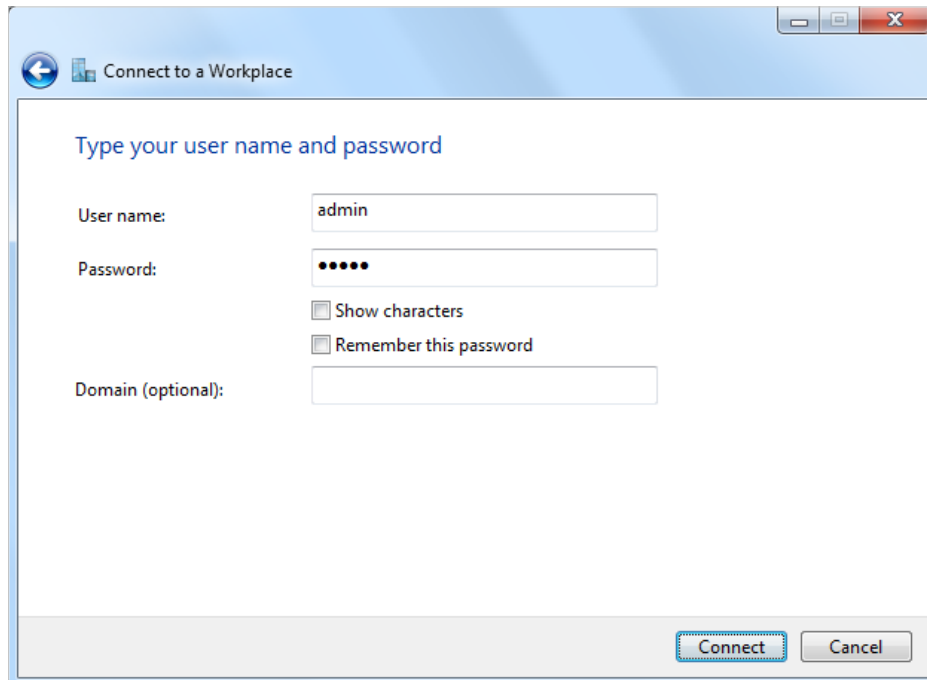 Connect to a Workplace
Type your user name and password
User name: admin
Password: •••••
Show characters
Remember this password
Domain (optional):
Connect Cancel